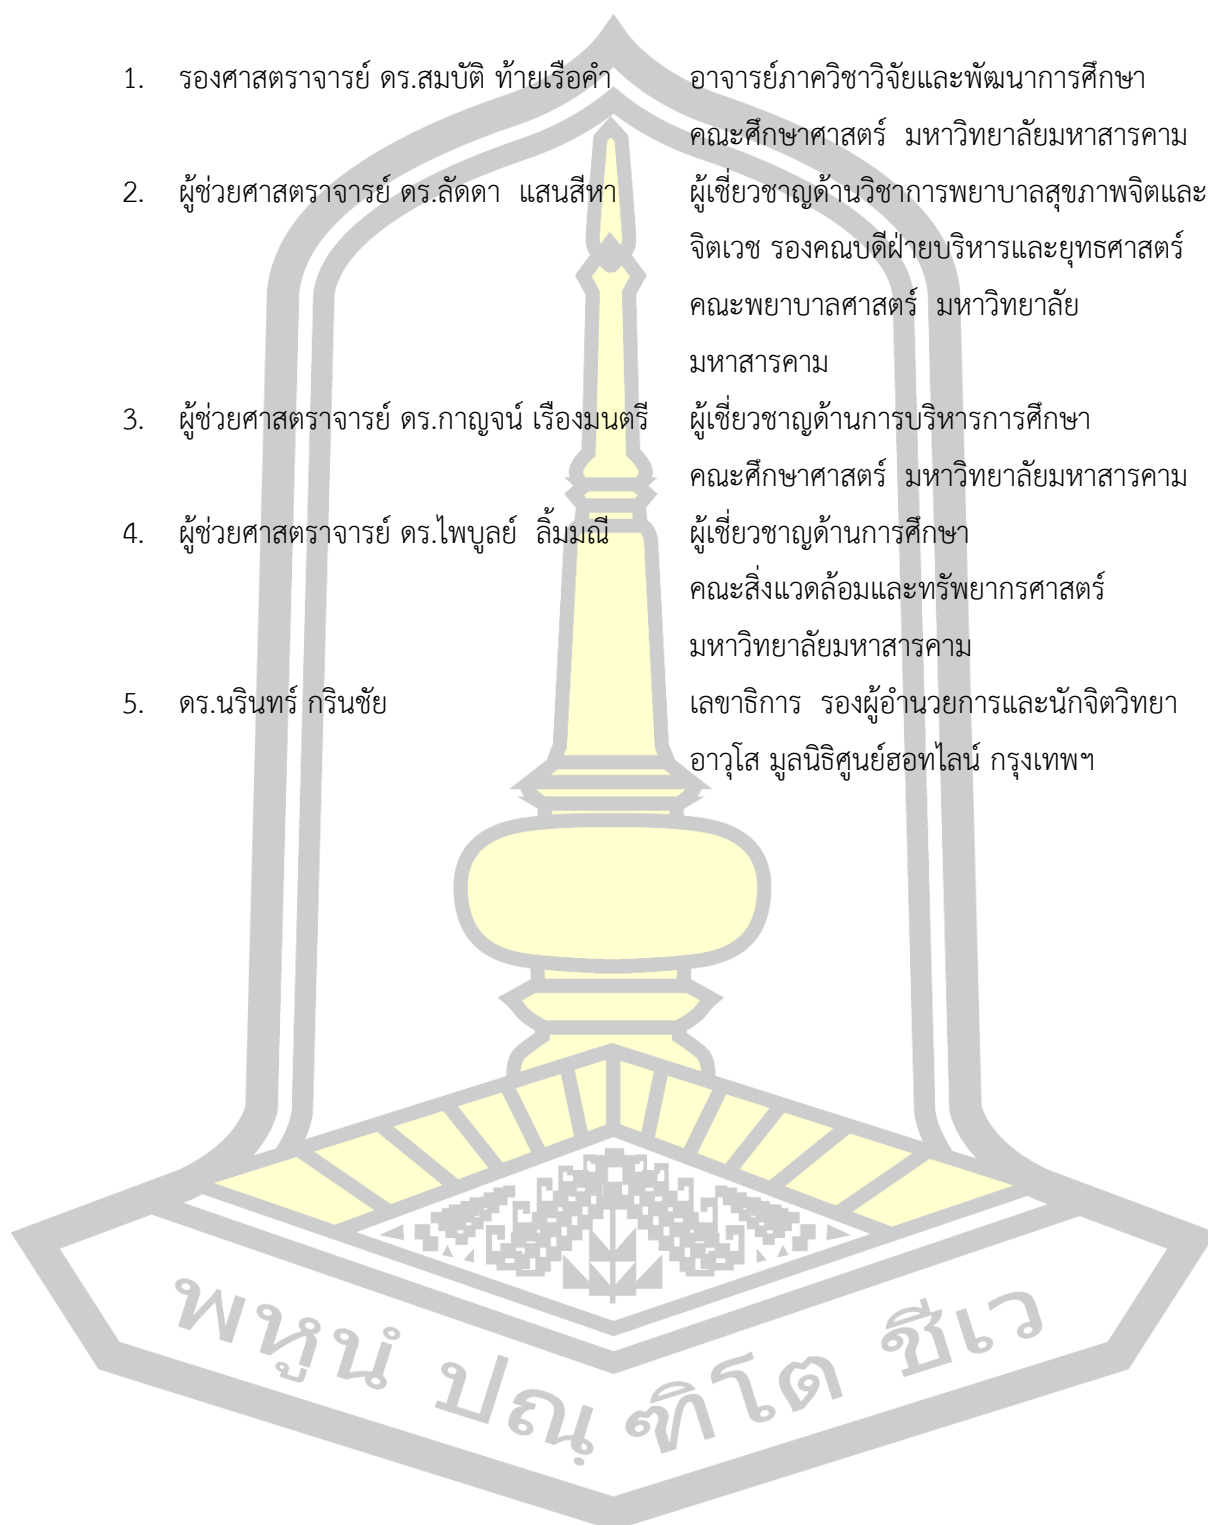 1. รองศาสตราจารย์ ดร.สมบัติ ท้ายเรือคำ อาจารย์ภาควิชาวิจัยและพัฒนาการศึกษา
คณะศึกษาศาสตร์ มหาวิทยาลัยมหาสารคาม
2. ผู้ช่วยศาสตราจารย์ ดร.ลัดดา แสนสีหา ผู้เชี่ยวชาญด้านวิชาการพยาบาลสุขภาพจิตและ
จิตเวช รองคณบดีฝ่ายบริหารและยุทธศาสตร์
คณะพยาบาลศาสตร์ มหาวิทยาลัย
มหาสารคาม
3. ผู้ช่วยศาสตราจารย์ ดร.กาญจน์ เรืองมนตรี ผู้เชี่ยวชาญด้านการบริหารการศึกษา
คณะศึกษาศาสตร์ มหาวิทยาลัยมหาสารคาม
4. ผู้ช่วยศาสตราจารย์ ดร.ไพบูลย์ ลิ้มมณี ผู้เชี่ยวชาญด้านการศึกษา
คณะสิ่งแวดล้อมและทรัพยากรศาสตร์
มหาวิทยาลัยมหาสารคาม
5. ดร.นรินทร์ กรินชัย เลขาธิการ รองผู้อำนวยการและนักจิตวิทยา
อาวุโส มูลนิธิศูนย์ฮอทไลน์ กรุงเทพฯ
พหูนํ ปณฺฑิโต ชีเว